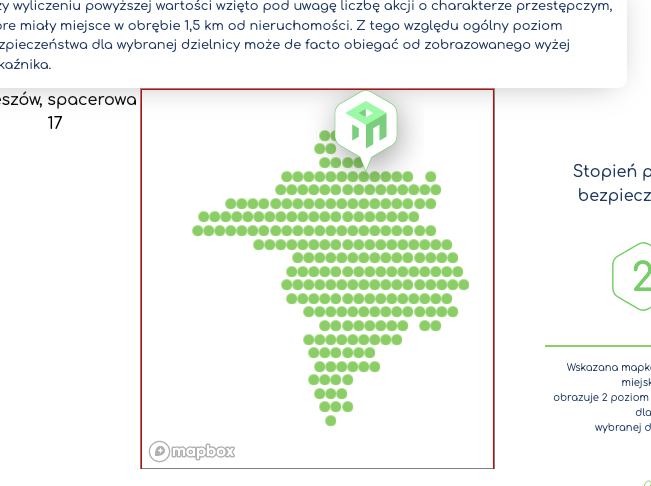 zy wyliczeniu powyższej wartości wzięto pod uwagę liczbę akcji o charakterze przestępczym,
óre miały miejsce w obrębie 1,5 km od nieruchomości. Z tego względu ogólny poziom
zpieczeństwa dla wybranej dzielnicy może de facto obiegać od zobrazowanego wyżej
kaźnika.
eszów, spacerowa
17
Stopień p
bezpiecz
2
Wskazana mapka
miejsk
obrazuje 2 poziom
dla
wybranej d
mapbox